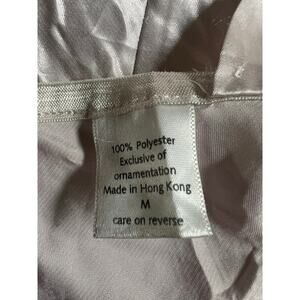 100% Polyester
Exclusive of
ornamentation
Made in Hong Kong
M
care on reverse